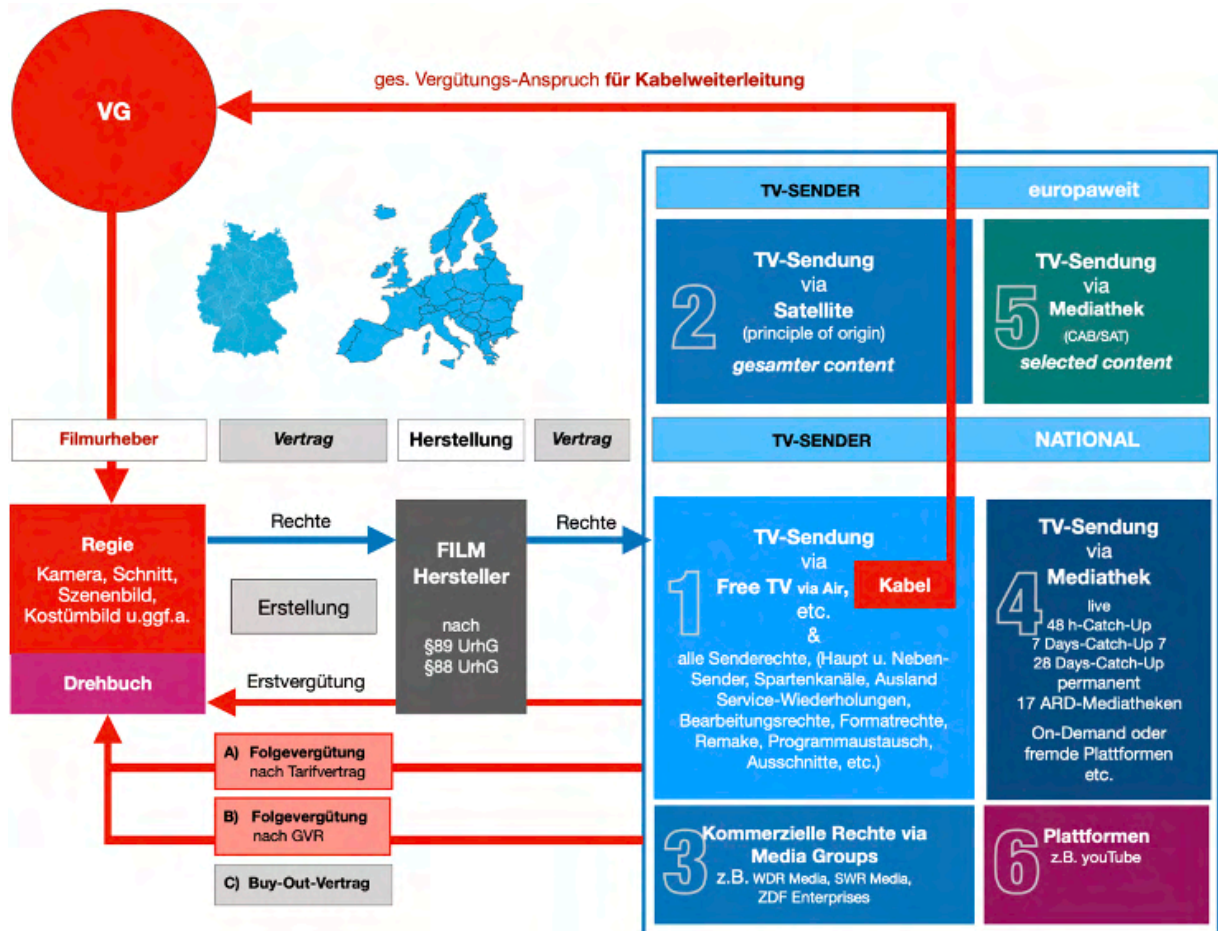 ges. Vergütungs-Anspruch für Kabelweiterleitung
VG
TV-SENDER
europaweit
2
TV-Sendung
via
Satellite
(principle of origin)
gesamter content
5
TV-Sendung
via
Mediathek
(CAB/SAT)
selected content
Filmurheber
Vertrag
Herstellung
Vertrag
TV-SENDER
NATIONAL
Regie
Kamera, Schnitt,
Szenenbild,
Kostümbild u.ggf.a.
Drehbuch
Rechte
Erstellung
Erstvergütung
FILM
Hersteller
nach
§89 UrhG
§88 UrhG
Rechte
1
TV-Sendung
via
Free TV via Air,
Kabel
etc.
&
alle Senderechte, (Haupt u. Neben-
Sender, Spartenkanäle, Ausland
Service-Wiederholungen,
Bearbeitungsrechte, Formatrechte,
Remake, Programmaustausch,
Ausschnitte, etc.)
4
TV-Sendung
via
Mediathek
live
48 h-Catch-Up
7 Days-Catch-Up 7
28 Days-Catch-Up
permanent
17 ARD-Mediatheken
On-Demand oder
fremde Plattformen
etc.
A) Folgevergütung
nach Tarifvertrag
B) Folgevergütung
nach GVR
C) Buy-Out-Vertrag
3
Kommerzielle Rechte via
Media Groups
z.B. WDR Media, SWR Media,
ZDF Enterprises
6
Plattformen
z.B. youTube